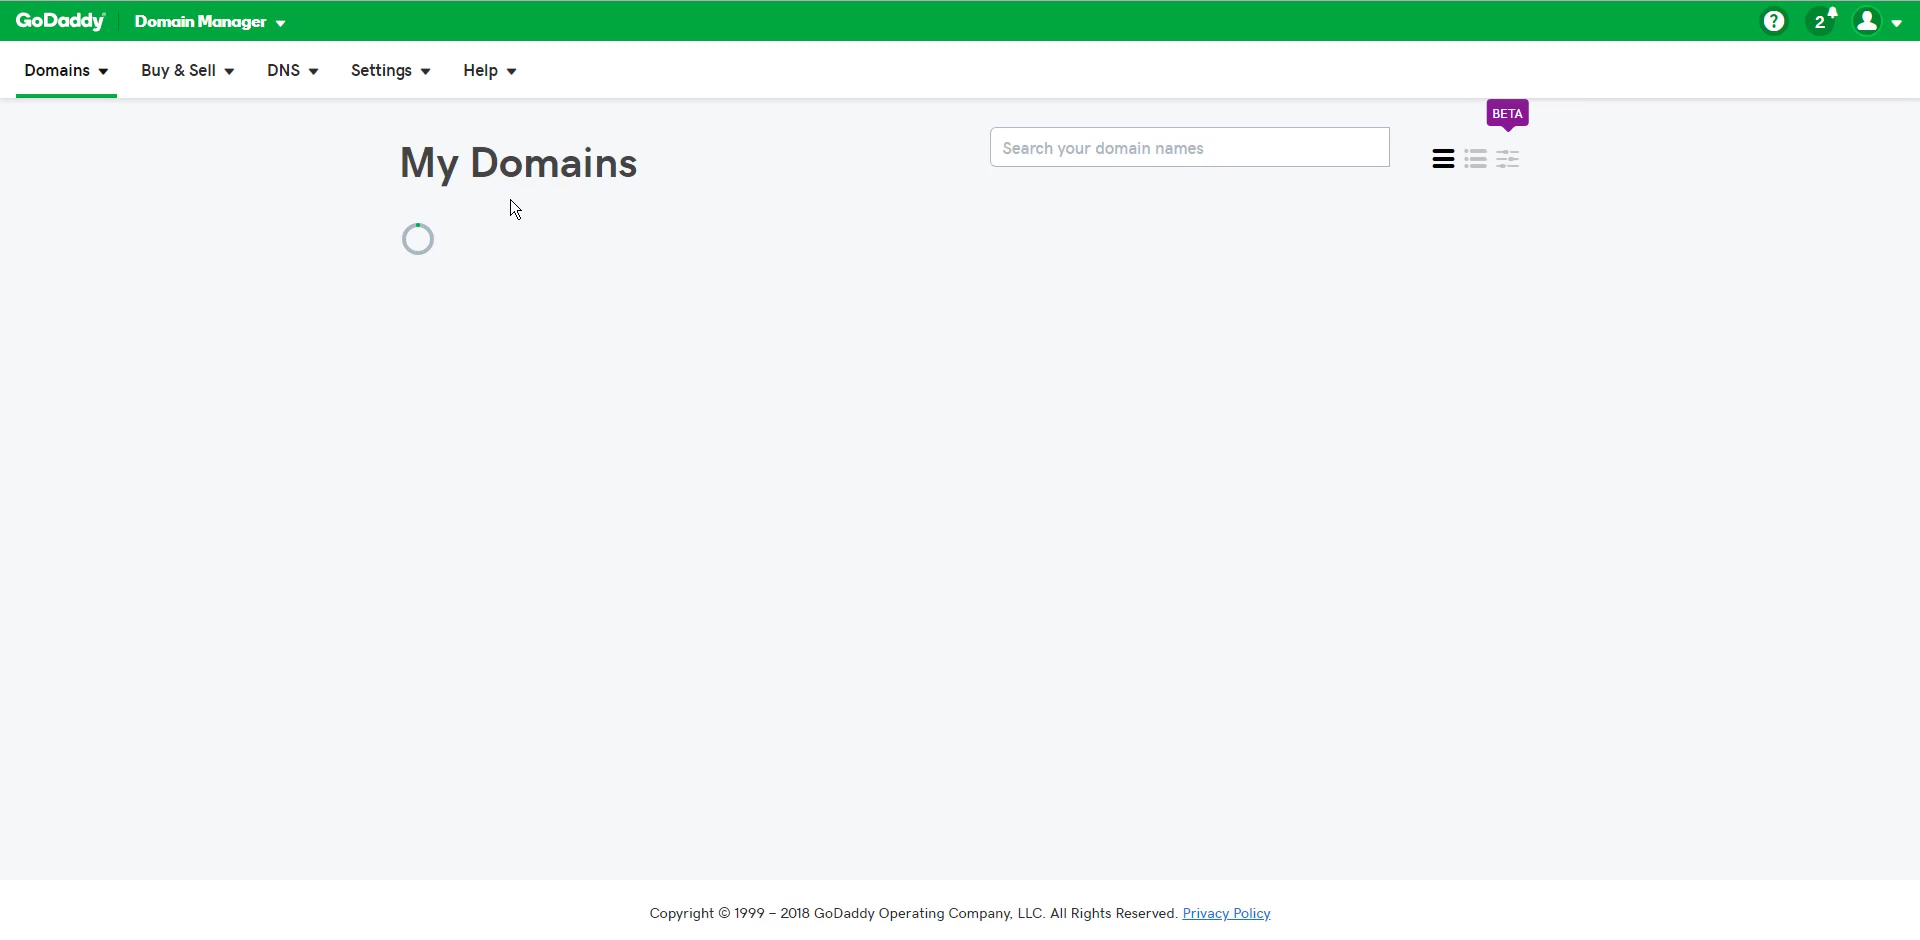 GoDaddy Domain Manager
? 2
Domains Buy & Sell DNS Settings Help
BETA
My Domains
Search your domain names
Copyright © 1999 – 2018 GoDaddy Operating Company, LLC. All Rights Reserved. Privacy Policy